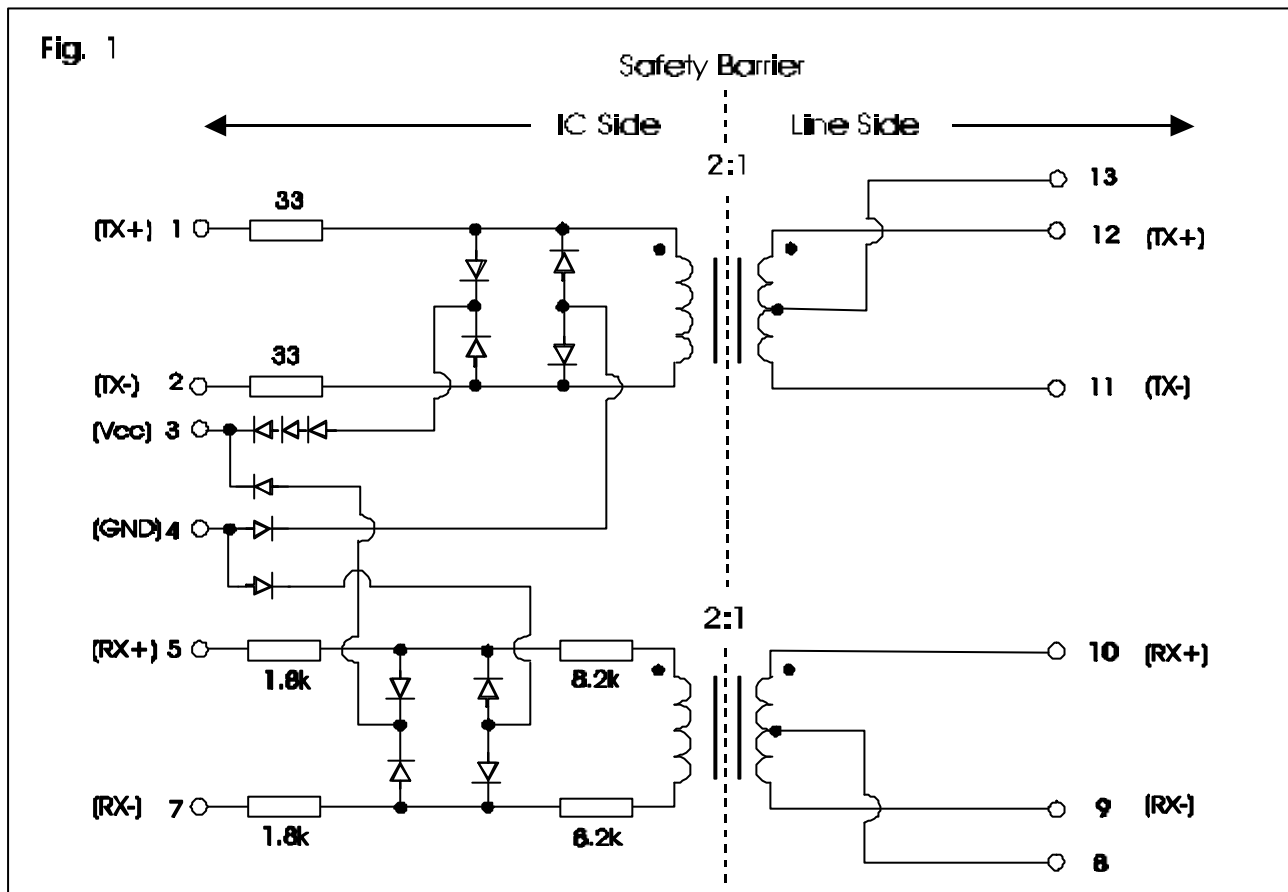 Fig. 1
Safety Barrier
IC Side
Line Side
2:1
33
(TX+) 1
13
12 (TX+)
33
(TX-) 2
11 (TX-)
(Vcc) 3
(GND) 4
2:1
(RX+) 5
1.8k
8.2k
10 (RX+)
(RX-) 7
1.8k
9 (RX-)
8